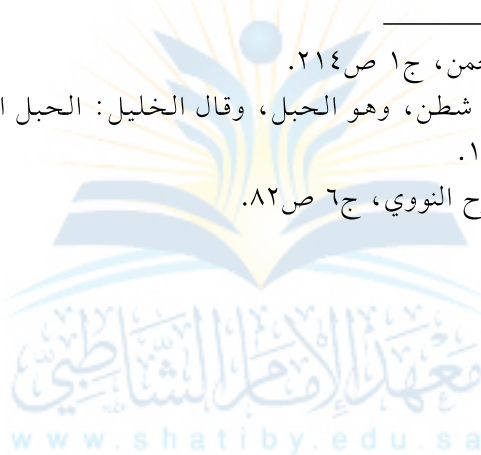 حمن، ج١ ص٢١٤.
شطن، وهو الحبل، وقال الخليل: الحبل ا
١.
ح النووي، ج٦ ص٨٢.
معهد الإمام الشاطبي
www.shatiby.edu.sa